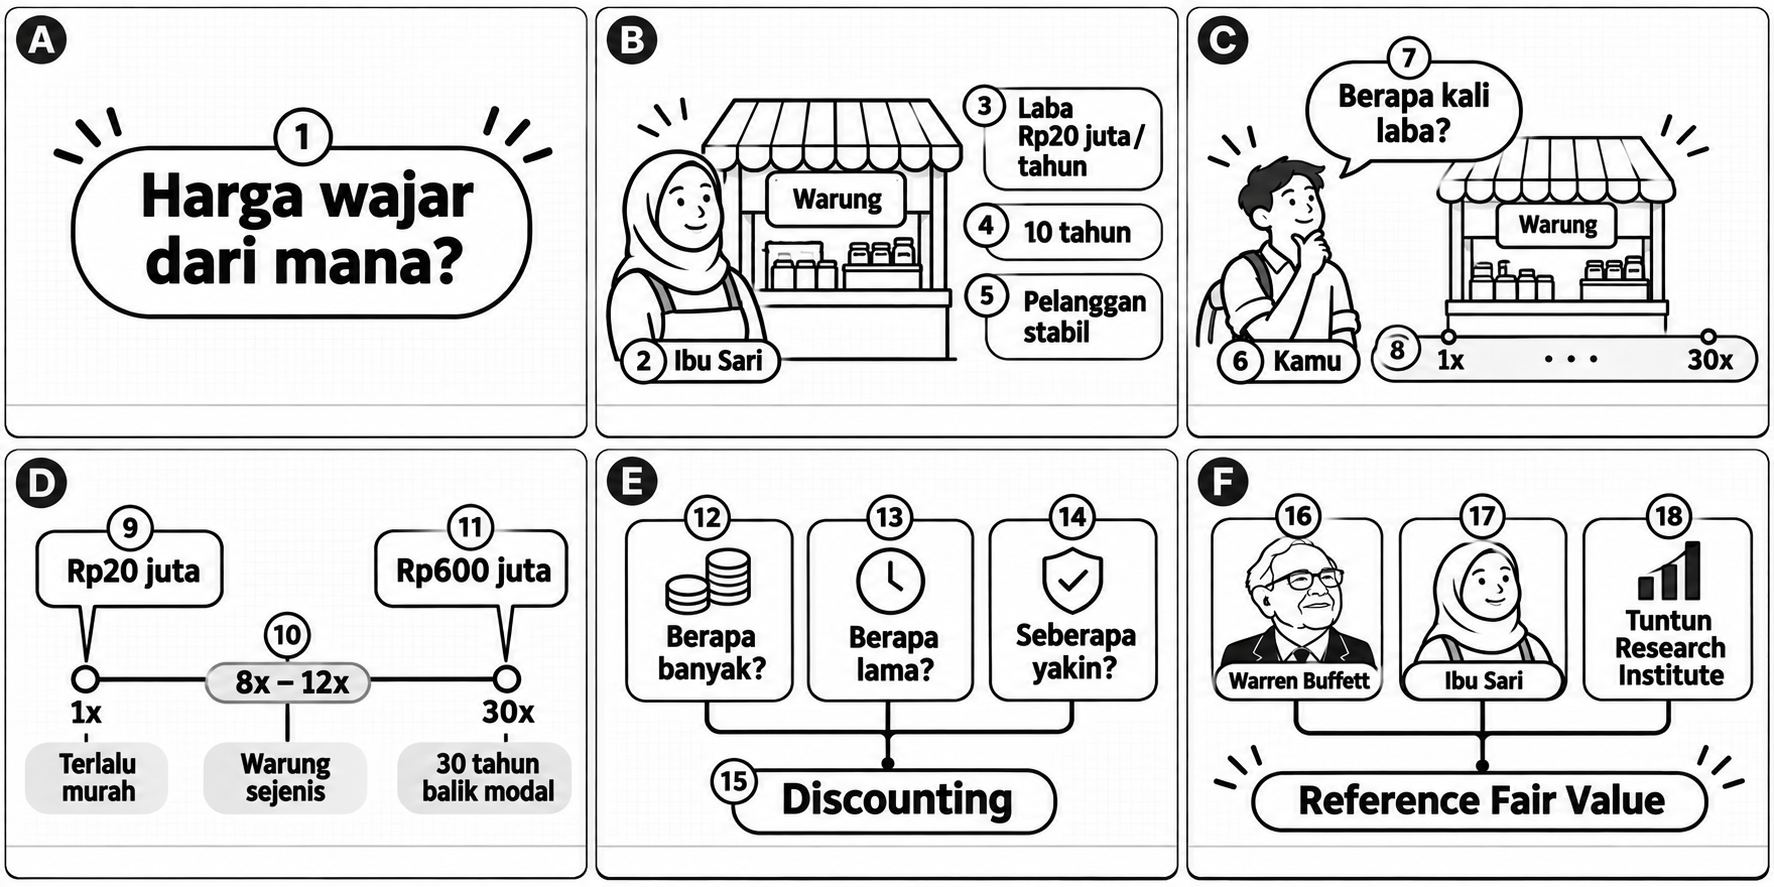 A
1
Harga wajar
dari mana?
B
Warung
3
Laba
Rp20 juta/
tahun
4
10 tahun
5
Pelanggan
stabil
2
Ibu Sari
C
7
Berapa kali
laba?
Warung
6
Kamu
8
1x
...
30x
D
9
Rp20 juta
11
Rp600 juta
10
8x – 12x
1x
30x
Terlalu
murah
Warung
sejenis
30 tahun
balik modal
E
12
Berapa
banyak?
13
Berapa
lama?
14
Seberapa
yakin?
15
Discounting
F
16
Warren Buffett
17
Ibu Sari
18
Tuntun
Research
Institute
Reference Fair Value